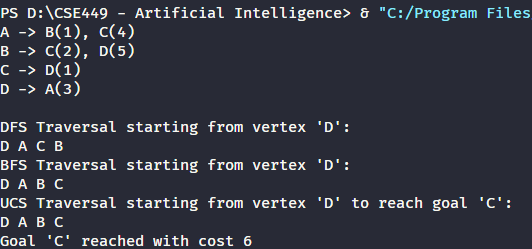 PS D:\CSE449 - Artificial Intelligence> & "C:/Program Files
A -> B(1), C(4)
B -> C(2), D(5)
C -> D(1)
D -> A(3)
DFS Traversal starting from vertex 'D':
D A C B
BFS Traversal starting from vertex 'D':
D A B C
UCS Traversal starting from vertex 'D' to reach goal 'C':
D A B C
Goal 'C' reached with cost 6